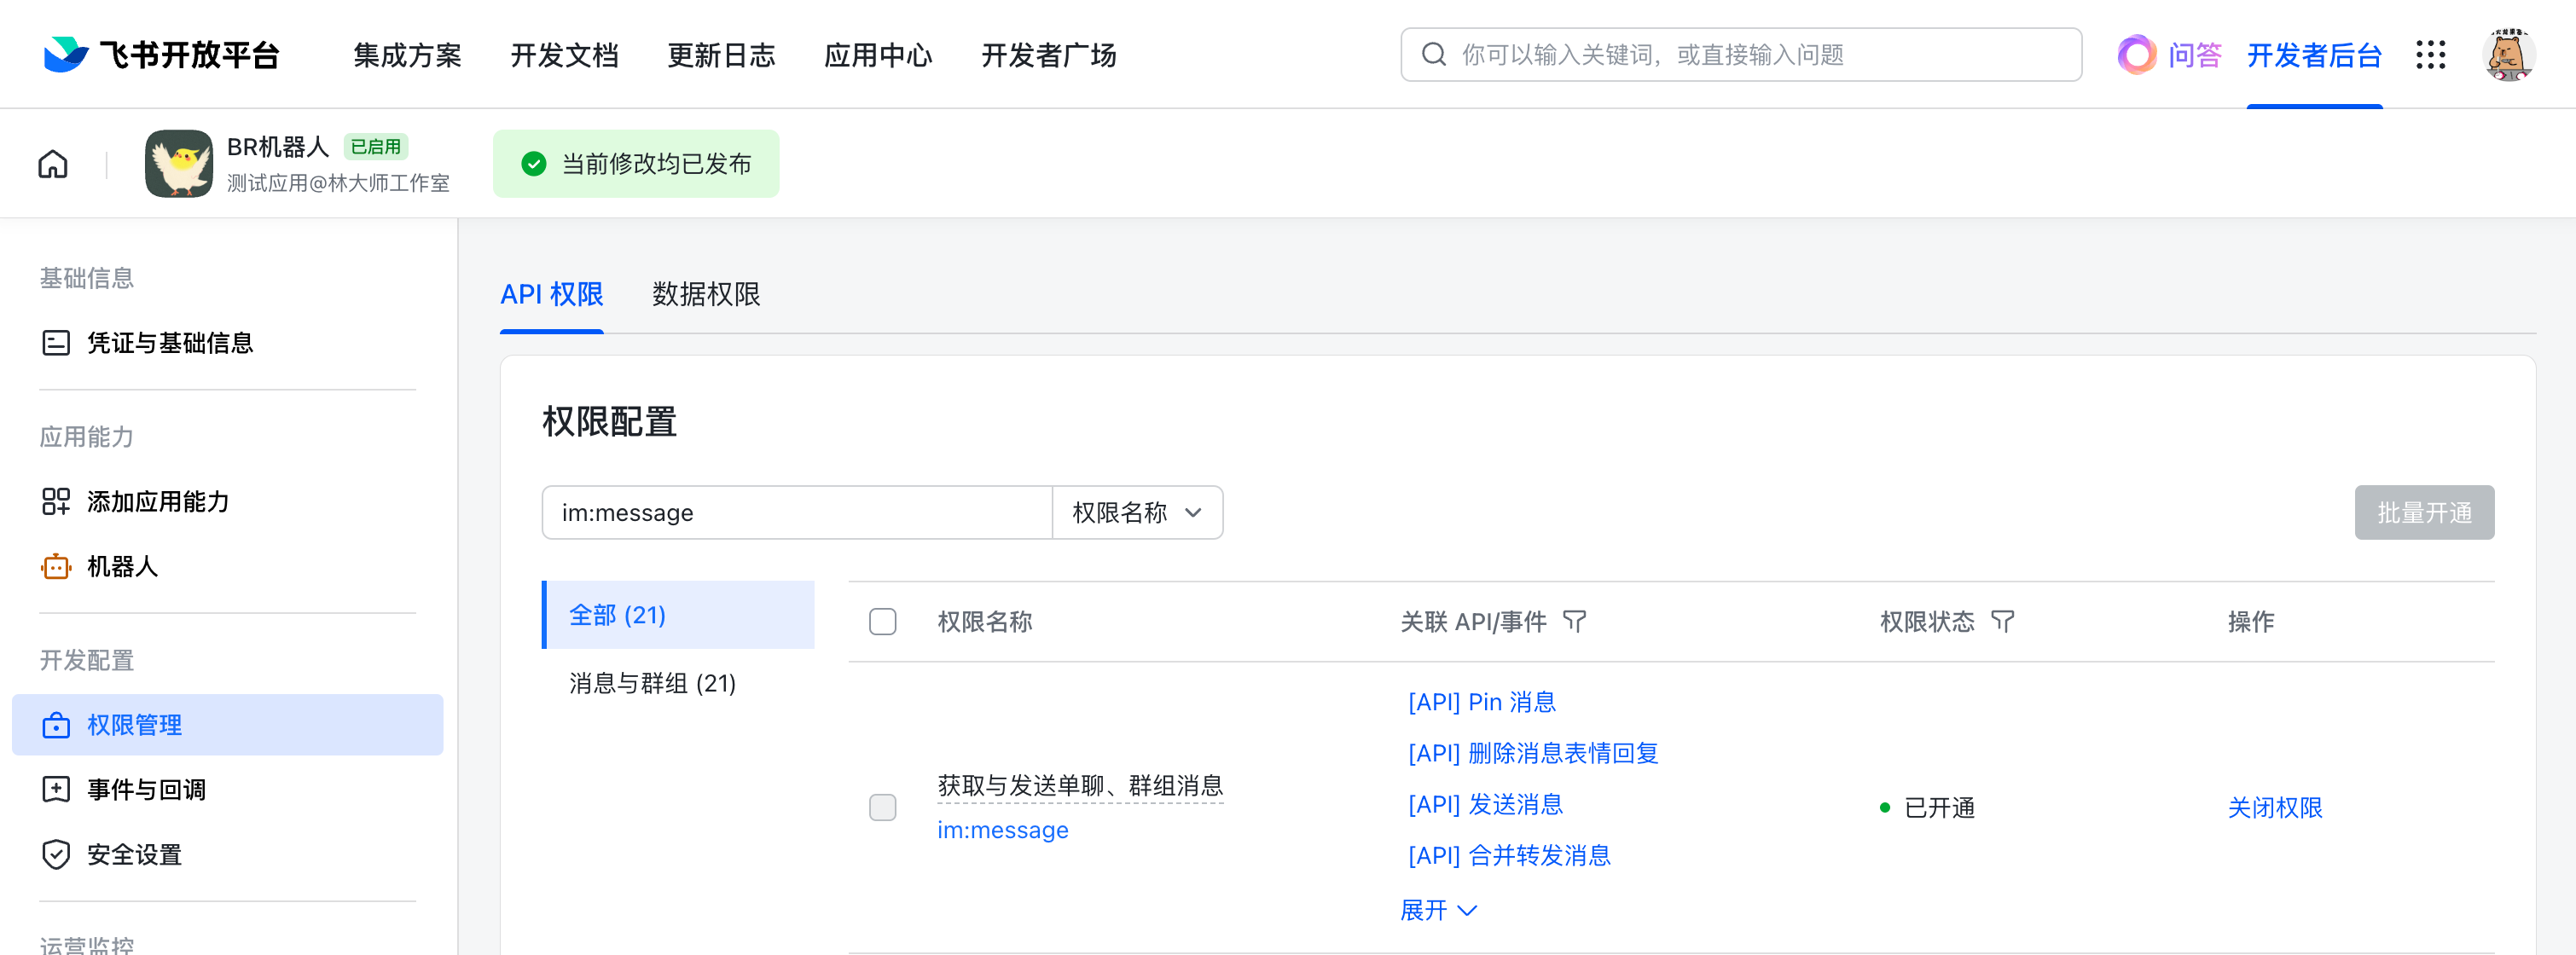 飞书开放平台
集成方案
开发文档
更新日志
应用中心
开发者广场
你可以输入关键词，或直接输入问题
问答
开发者后台
BR机器人
已启用
测试应用@林大师工作室
当前修改均已发布
基础信息
凭证与基础信息
应用能力
添加应用能力
机器人
开发配置
权限管理
事件与回调
安全设置
运营监控
API 权限
数据权限
权限配置
im:message
权限名称
批量开通
全部 (21)
消息与群组 (21)
权限名称
关联 API/事件
权限状态
操作
获取与发送单聊、群组消息
im:message
[API] Pin 消息
[API] 删除消息表情回复
[API] 发送消息
[API] 合并转发消息
展开
已开通
关闭权限